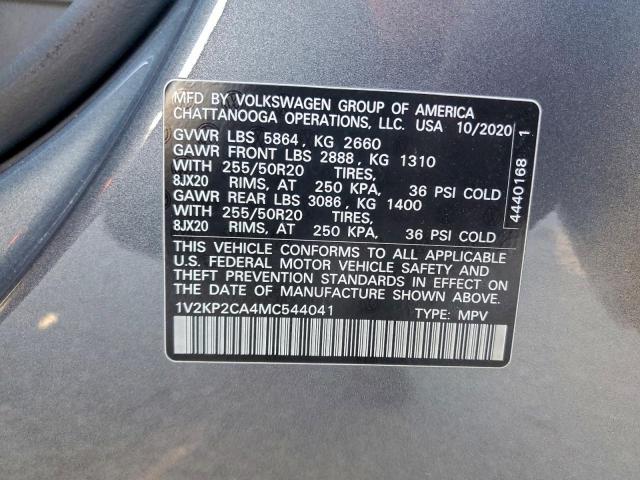 MFD BY VOLKSWAGEN GROUP OF AMERICA
CHATTANOOGA OPERATIONS, LLC. USA 10/2020
GVWR LBS 5864 , KG 2660
GAWR FRONT LBS 2888 , KG 1310
WITH 255/50R20 TIRES,
8JX20 RIMS, AT 250 KPA, 36 PSI COLD
GAWR REAR LBS 3086 , KG 1400
WITH 255/50R20 TIRES,
8JX20 RIMS, AT 250 KPA, 36 PSI COLD
THIS VEHICLE CONFORMS TO ALL APPLICABLE
U.S. FEDERAL MOTOR VEHICLE SAFETY AND
THEFT PREVENTION STANDARDS IN EFFECT ON
THE DATE OF MANUFACTURE SHOWN ABOVE.
1V2KP2CA4MC544041 TYPE: MPV
4440168 1